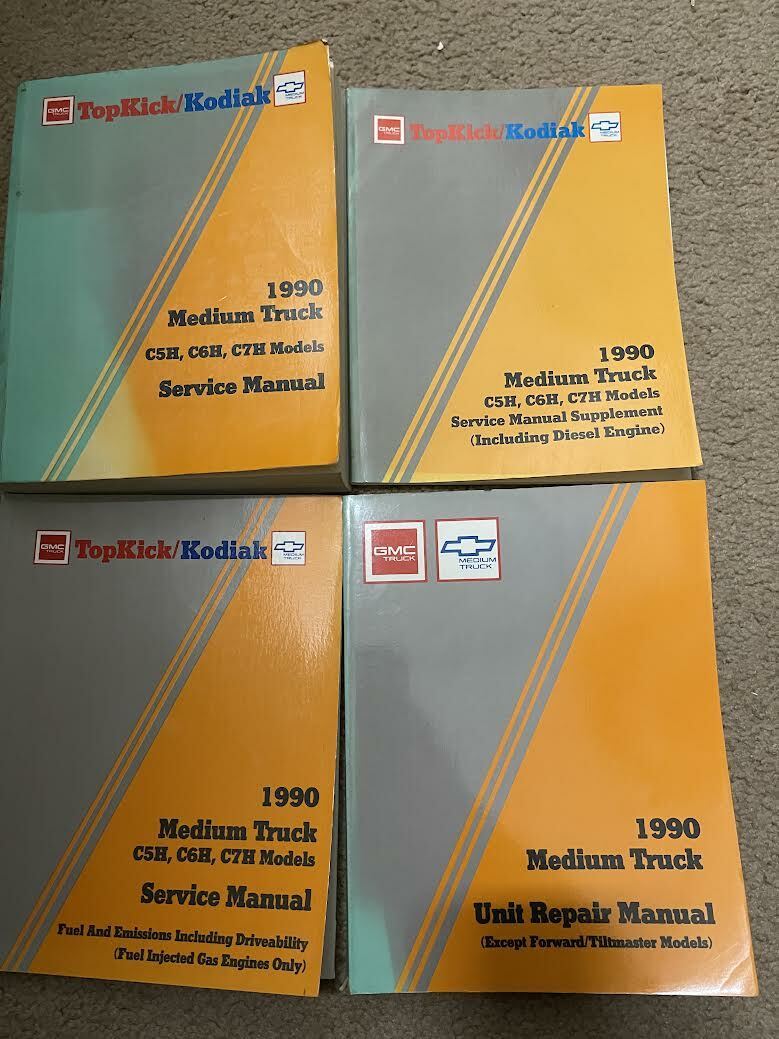 GMC
TRUCK
TopKick/Kodiak
MEDIUM
TRUCK
1990
Medium Truck
C5H, C6H, C7H Models
Service Manual
GMC
TRUCK
TopKick/Kodiak
MEDIUM
TRUCK
1990
Medium Truck
C5H, C6H, C7H Models
Service Manual Supplement
(Including Diesel Engine)
GMC
TRUCK
TopKick/Kodiak
MEDIUM
TRUCK
1990
Medium Truck
C5H, C6H, C7H Models
Service Manual
Fuel And Emissions Including Driveability
(Fuel Injected Gas Engines Only)
GMC
TRUCK
MEDIUM
TRUCK
1990
Medium Truck
Unit Repair Manual
(Except Forward/Tiltmaster Models)